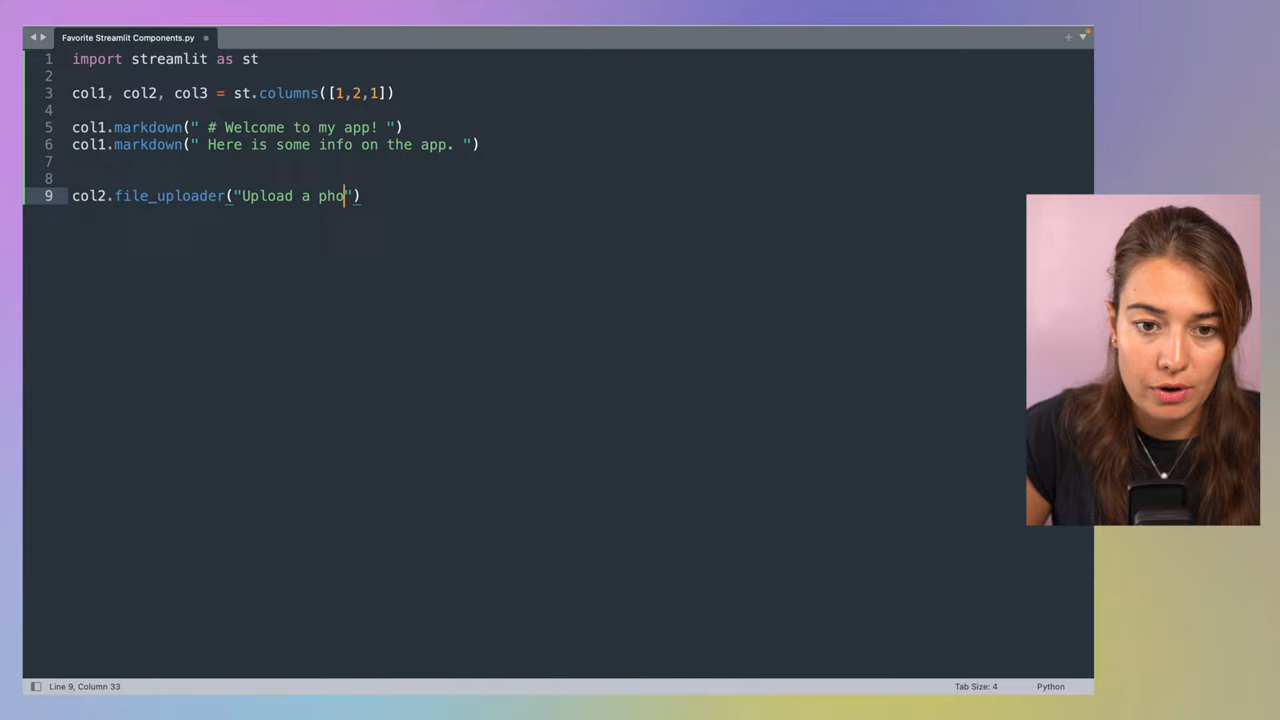 Favorite Streamlit Components.py
1 import streamlit as st
2
3 col1, col2, col3 = st.columns([1,2,1])
4
5 col1.markdown(" # Welcome to my app! ")
6 col1.markdown(" Here is some info on the app. ")
7
8
9 col2.file_uploader("Upload a pho")
Line 9, Column 33 Tab Size: 4 Python